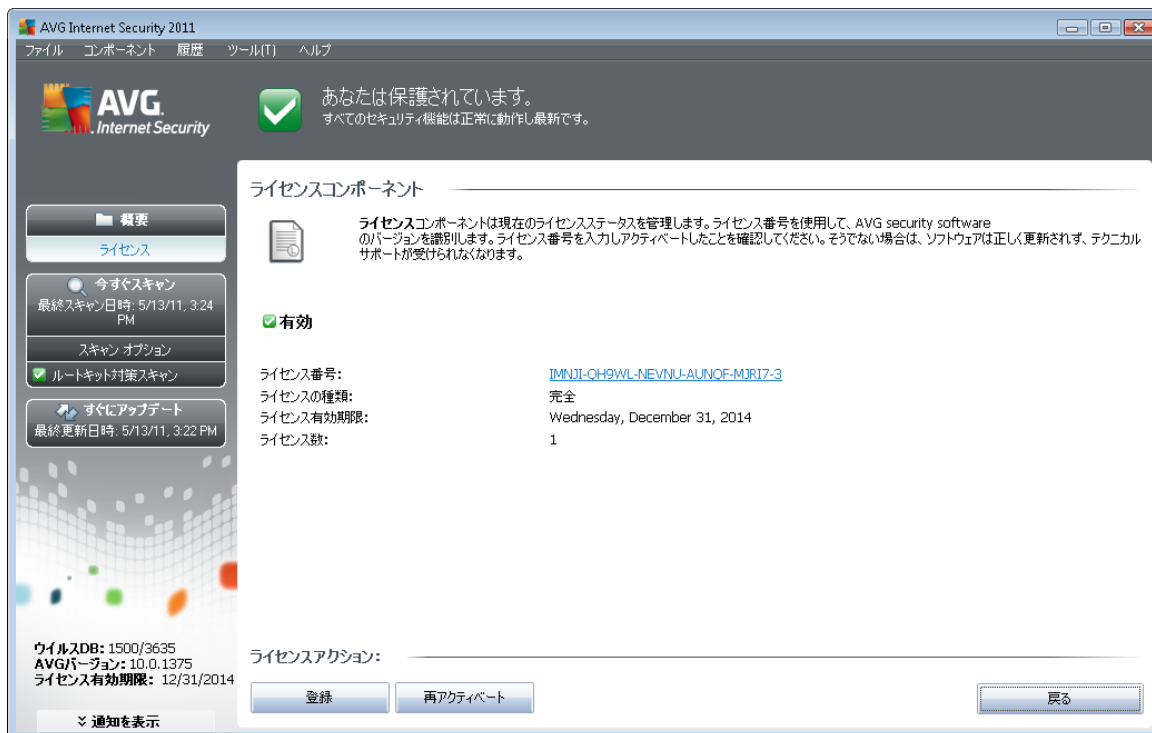 AVG Internet Security 2011
ファイル コンポーネント 履歴 ツール(T) ヘルプ
AVG.
Internet Security
あなたは保護されています。
すべてのセキュリティ機能は正常に動作し最新です。
概要
ライセンス
今すぐスキャン
最終スキャン日時: 5/13/11, 3:24
PM
スキャン オプション
ルートキット対策スキャン
すぐにアップデート
最終更新日時: 5/13/11, 3:22 PM
ウイルスDB: 1500/3635
AVGバージョン: 10.0.1375
ライセンス有効期限: 12/31/2014
通知を表示
ライセンスコンポーネント
ライセンスコンポーネントは現在のライセンスステータスを管理します。ライセンス番号を使用して、AVG security software
のバージョンを識別します。ライセンス番号を入力しアクティベートしたことを確認してください。そうでない場合は、ソフトウェアは正しく更新されず、テクニカル
サポートが受けられなくなります。
有効
ライセンス番号: IMNJI-QH9WL-NEVNU-AUNQF-MJRI7-3
ライセンスの種類: 完全
ライセンス有効期限: Wednesday, December 31, 2014
ライセンス数: 1
ライセンスアクション:
登録 再アクティベート 戻る